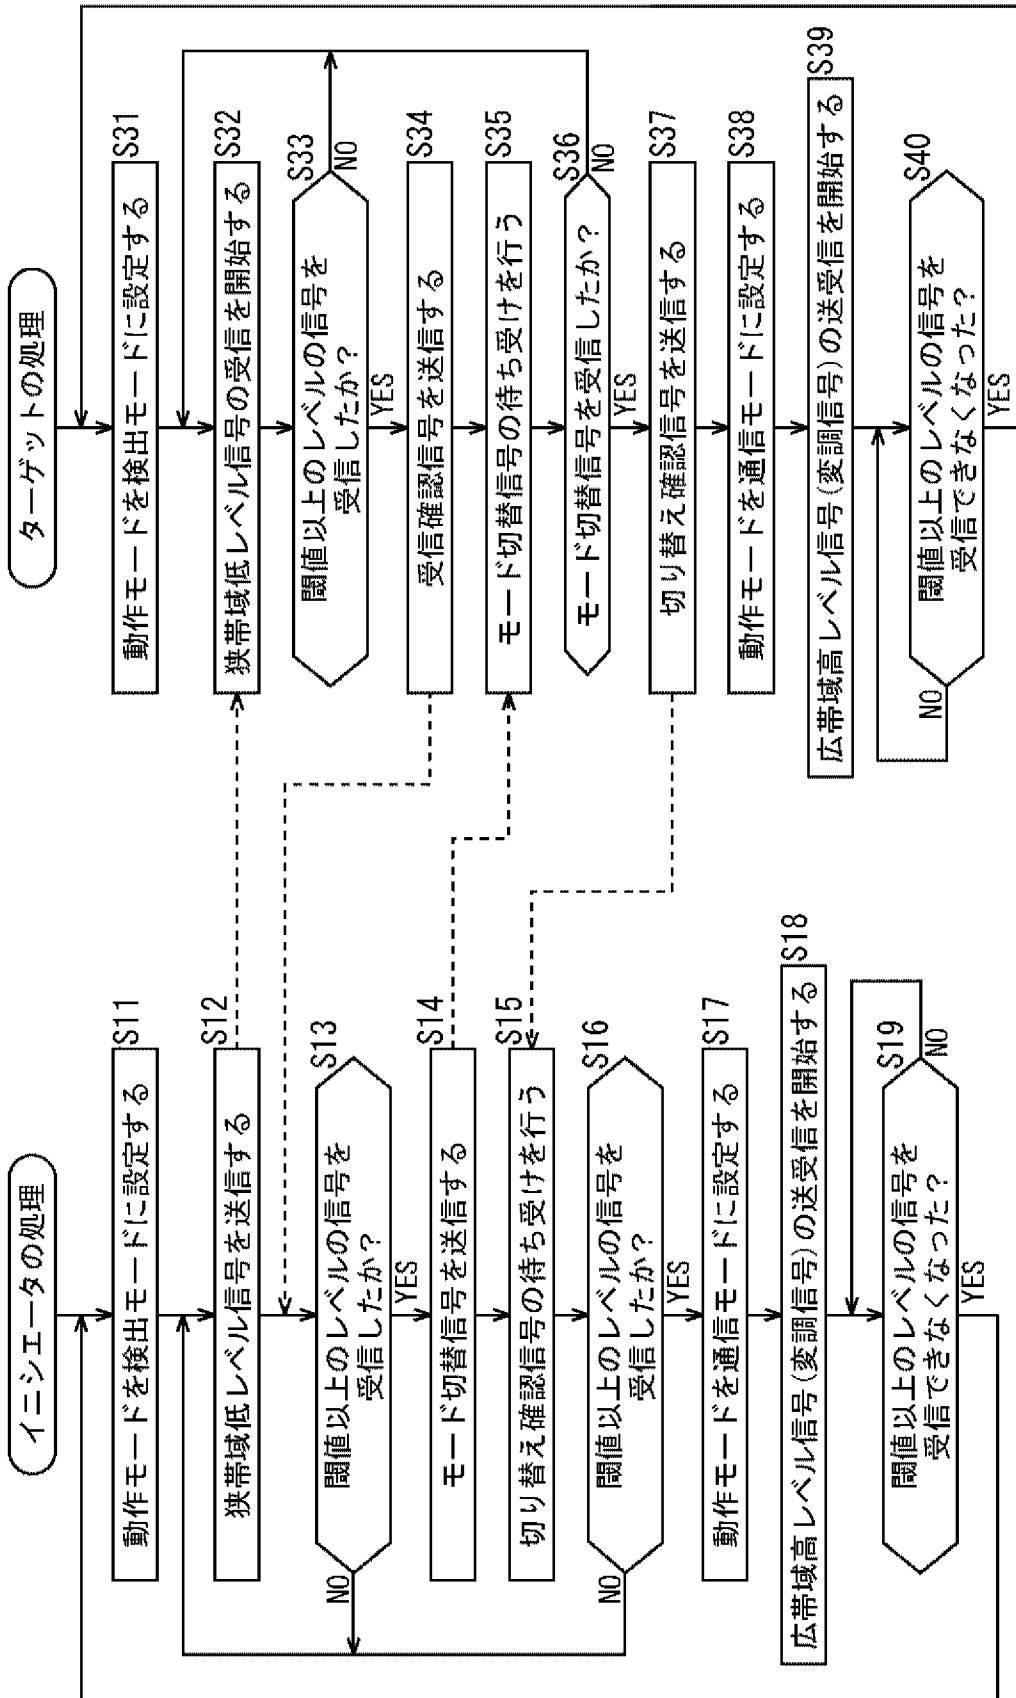 イニシエータの処理
動作モードを検出モードに設定する
S11
狭帯域低レベル信号を送信する
S12
閾値以上のレベルの信号を
受信したか?
S13
NO
YES
モード切替信号を送信する
S14
切り替え確認信号の待ち受けを行う
S15
閾値以上のレベルの信号を
受信したか?
S16
NO
YES
動作モードを通信モードに設定する
S17
広帯域高レベル信号(変調信号)の送受信を開始する
S18
閾値以上のレベルの信号を
受信できなくなった?
S19
NO
YES
ターゲットの処理
動作モードを検出モードに設定する
S31
狭帯域低レベル信号の受信を開始する
S32
閾値以上のレベルの信号を
受信したか?
S33
NO
YES
受信確認信号を送信する
S34
モード切替信号の待ち受けを行う
S35
モード切替信号を受信したか?
S36
NO
YES
切り替え確認信号を送信する
S37
動作モードを通信モードに設定する
S38
広帯域高レベル信号(変調信号)の送受信を開始する
S39
閾値以上のレベルの信号を
受信できなくなった?
S40
NO
YES